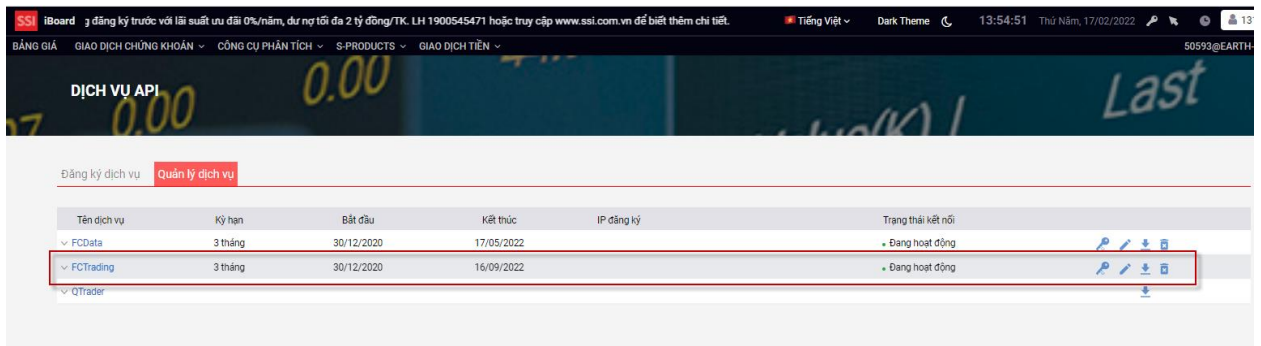 SSI iBoard đăng ký trước với lãi suất ưu đãi 0%/năm, dư nợ tối đa 2 tỷ đồng/TK. LH 1900545471 hoặc truy cập www.ssi.com.vn để biết thêm chi tiết. Tiếng Việt Dark Theme 13:54:51 Thứ Năm, 17/02/2022
BẢNG GIÁ GIAO DỊCH CHỨNG KHOÁN CÔNG CỤ PHÂN TÍCH S-PRODUCTS GIAO DỊCH TIỀN 50593@EARTH-
0.00 Last
DỊCH VỤ API
0.00
07
Đăng ký dịch vụ Quản lý dịch vụ
Tên dịch vụ Kỳ hạn Bắt đầu Kết thúc IP đăng ký Trạng thái kết nối
FCData 3 tháng 30/12/2020 17/05/2022 Đang hoạt động
FCTrading 3 tháng 30/12/2020 16/09/2022 Đang hoạt động
QTrader